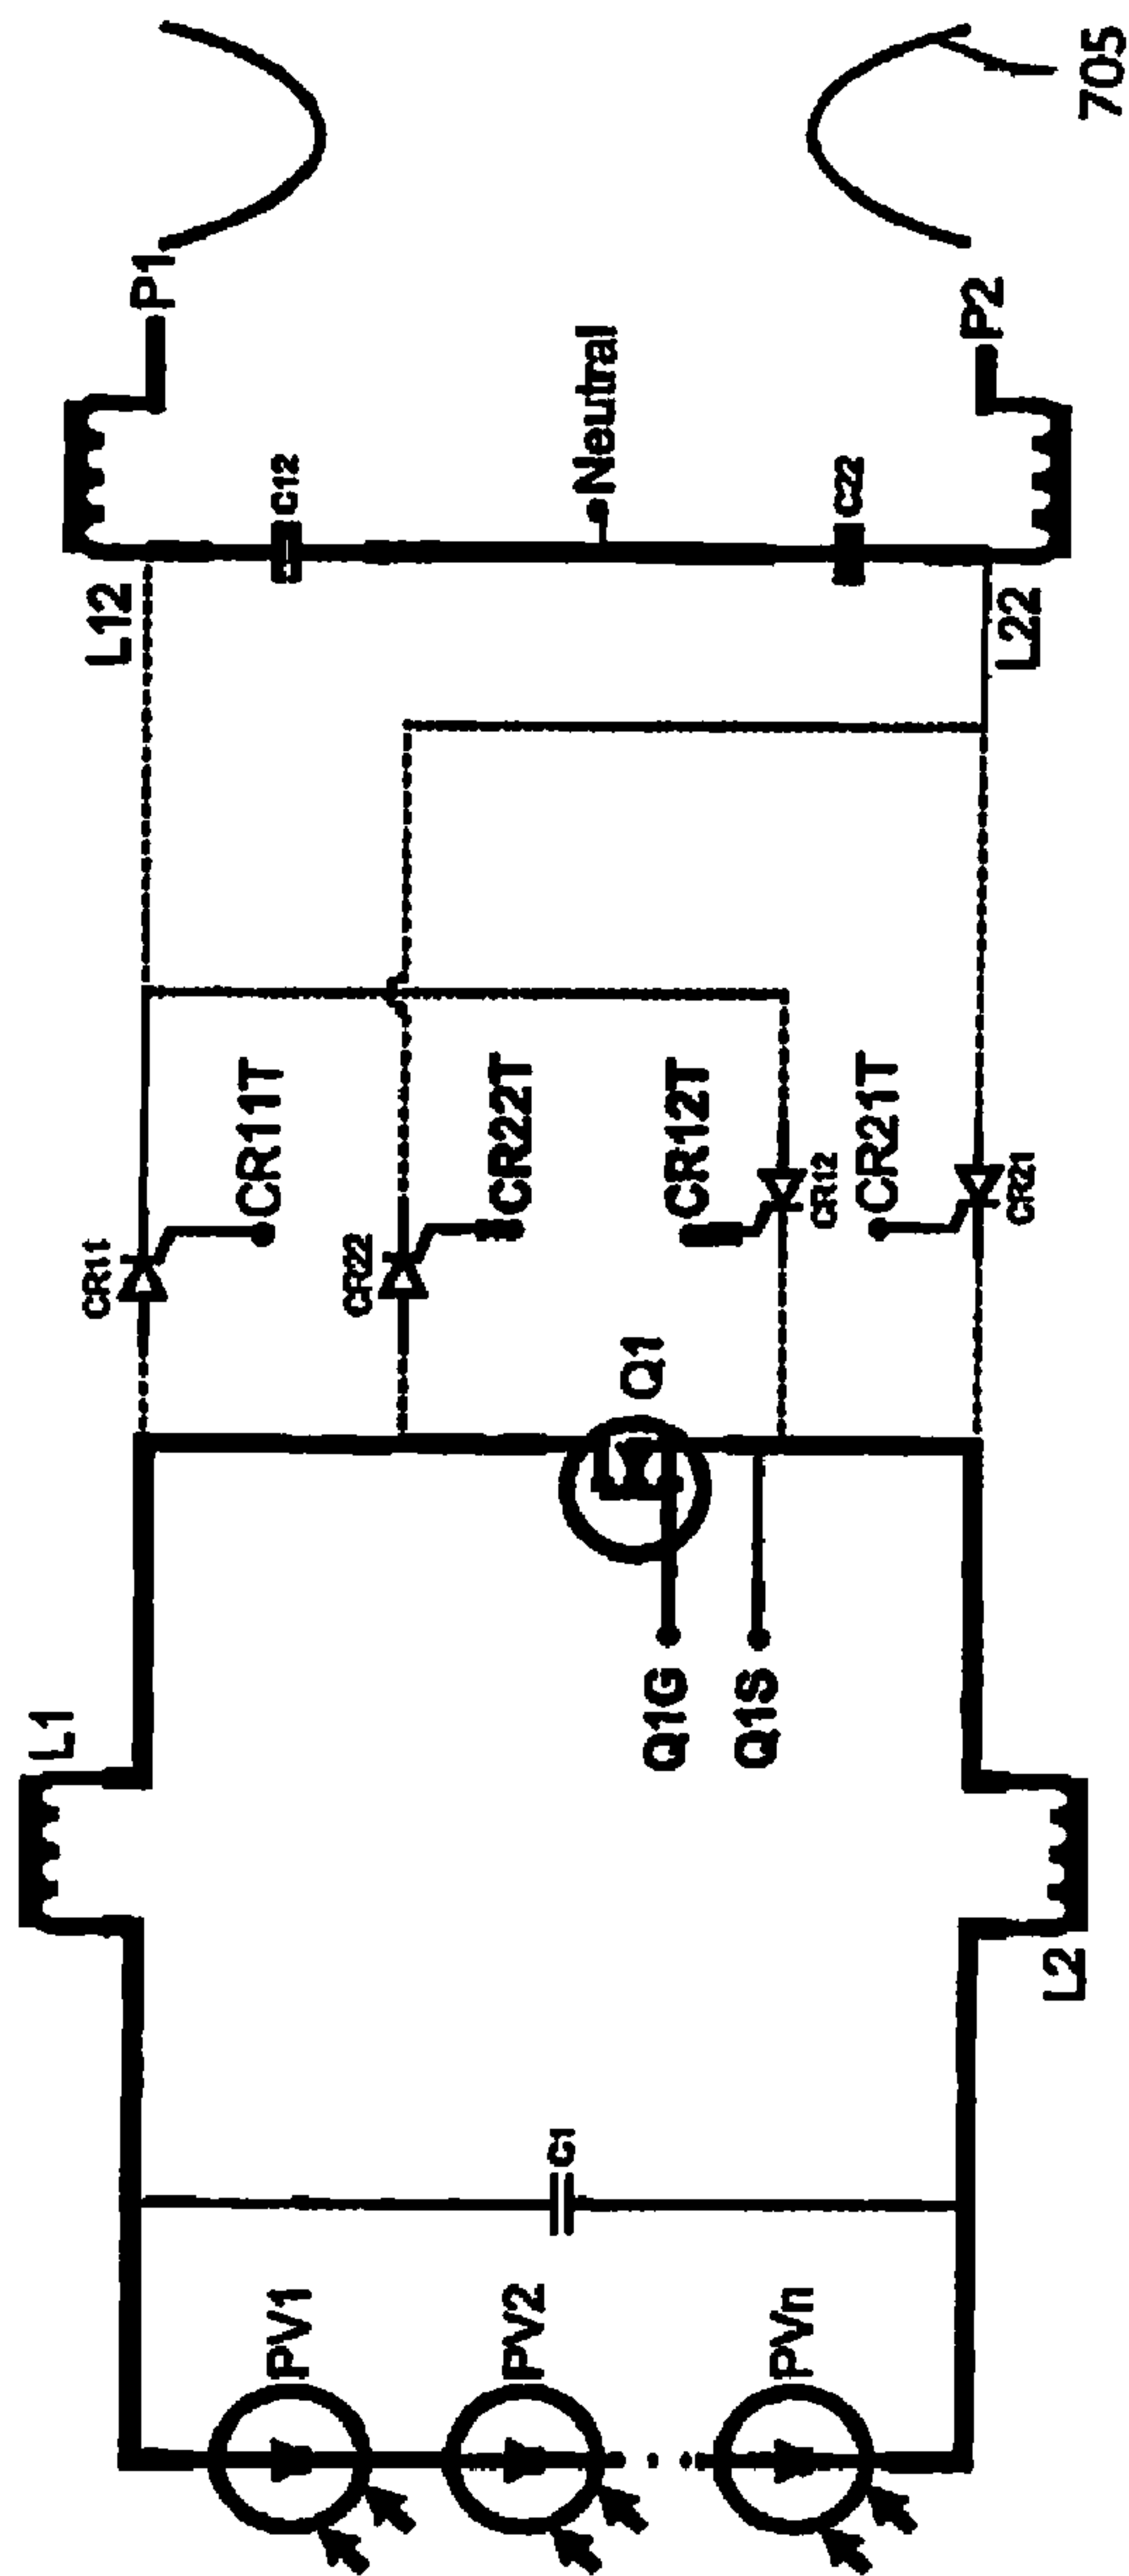 L1
L12
P1
CR11
CR11T
C12
PV1
CR22
CR22T
PV2
C1
Q1G
Q1
Neutral
Q1S
CR12T
CR12
PVn
CR21T
C22
CR21
L2
L22
P2
705